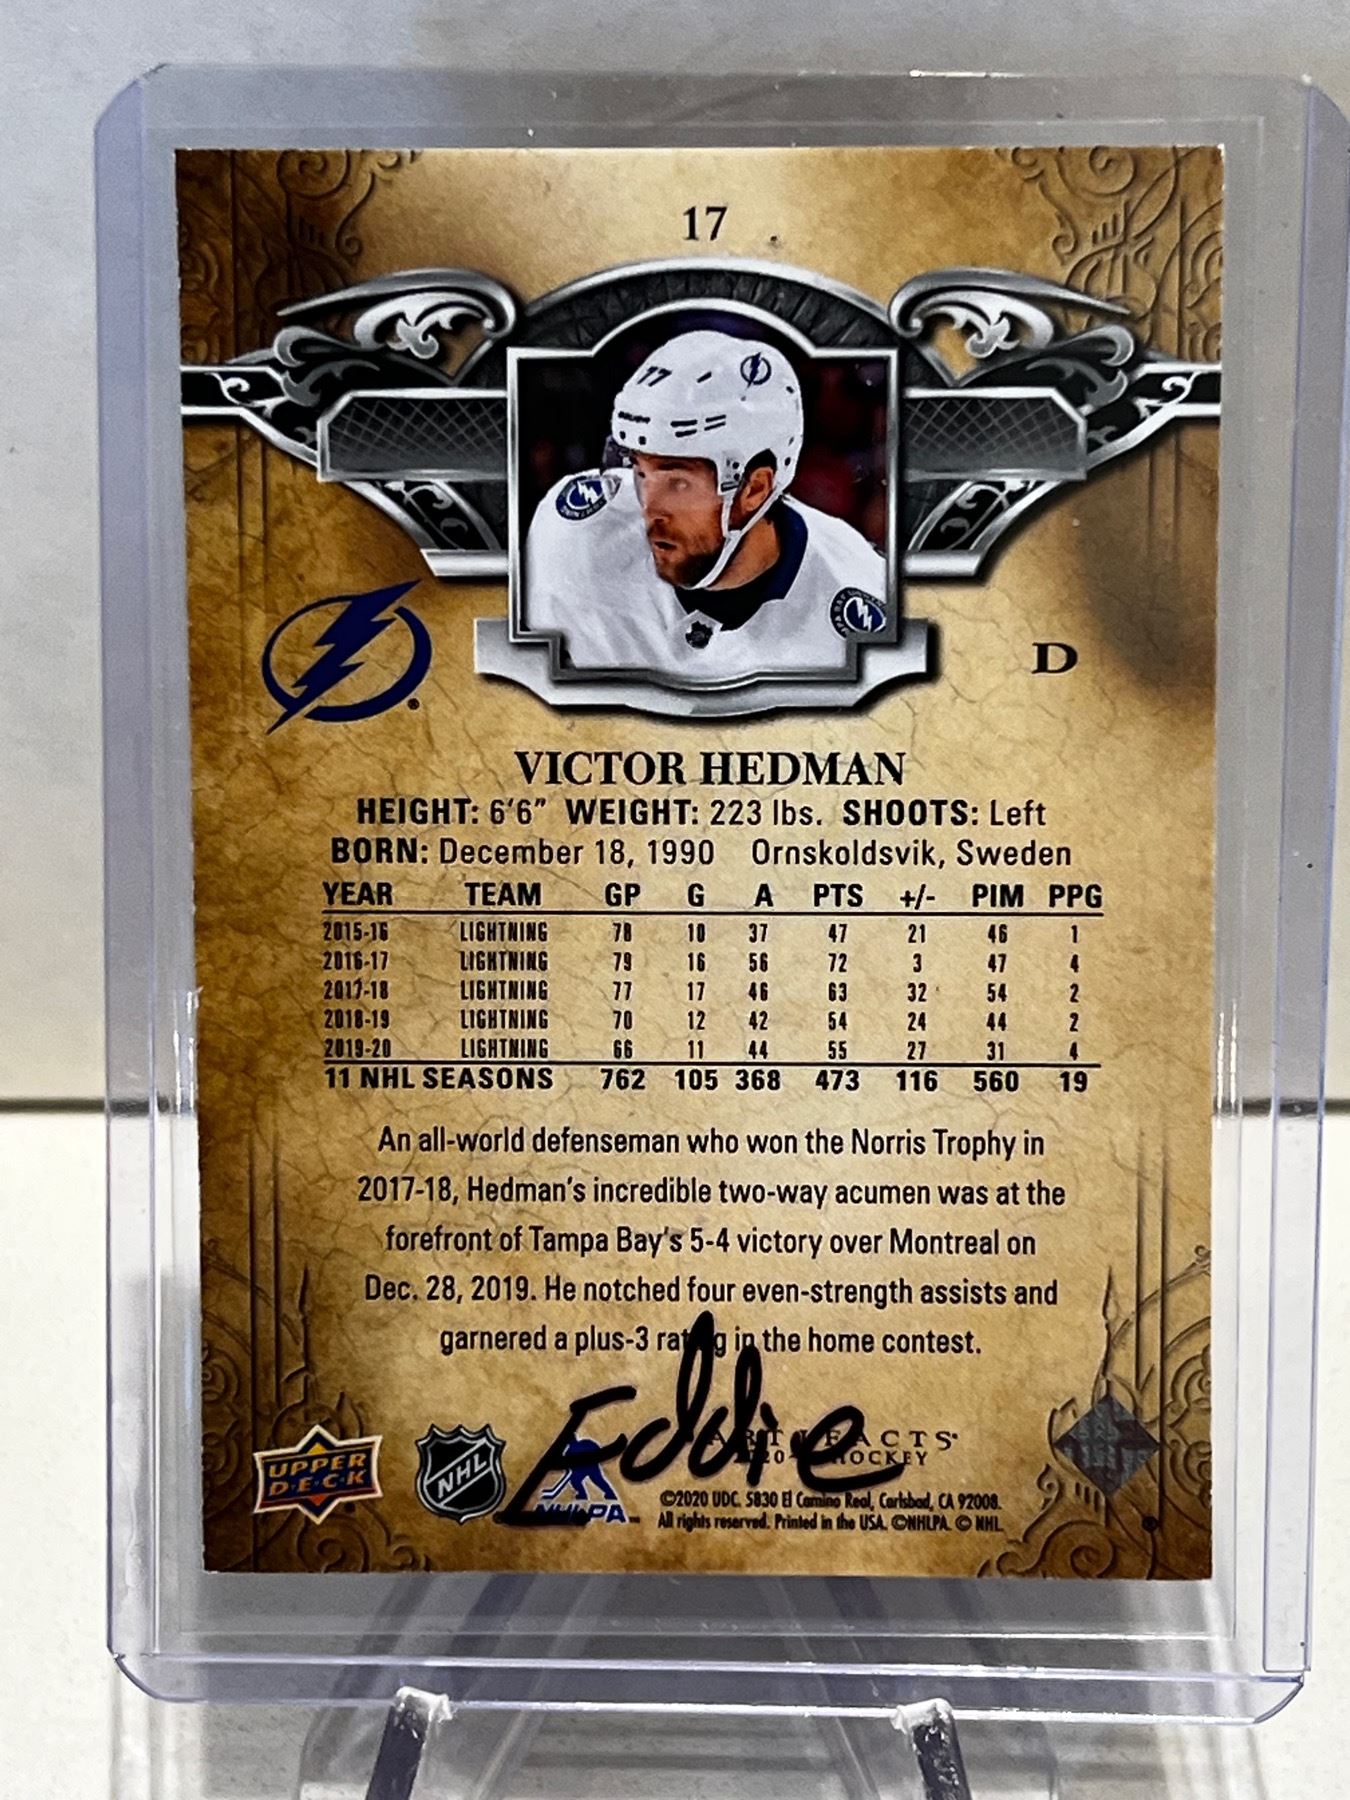 17
77
VICTOR HEDMAN
D
HEIGHT: 6'6" WEIGHT: 223 lbs. SHOOTS: Left
BORN: December 18, 1990 Ornskoldsvik, Sweden
YEAR TEAM GP G A PTS +/- PIM PPG
2015-16 LIGHTNING 78 10 37 47 21 46 1
2016-17 LIGHTNING 79 16 56 72 3 47 4
2017-18 LIGHTNING 77 17 46 63 32 54 2
2018-19 LIGHTNING 70 12 42 54 24 44 2
2019-20 LIGHTNING 66 11 44 55 27 31 4
11 NHL SEASONS 762 105 368 473 116 560 19
An all-world defenseman who won the Norris Trophy in
2017-18, Hedman's incredible two-way acumen was at the
forefront of Tampa Bay's 5-4 victory over Montreal on
Dec. 28, 2019. He notched four even-strength assists and
garnered a plus-3 rating in the home contest.
Eddie
UPPER
D·E·C·K
NHL
NHLPA
ARTIFACTS
HOCKEY
©2020 UDC. 5830 El Camino Real, Carlsbad, CA 92008.
All rights reserved. Printed in the USA. ©NHLPA. © NHL